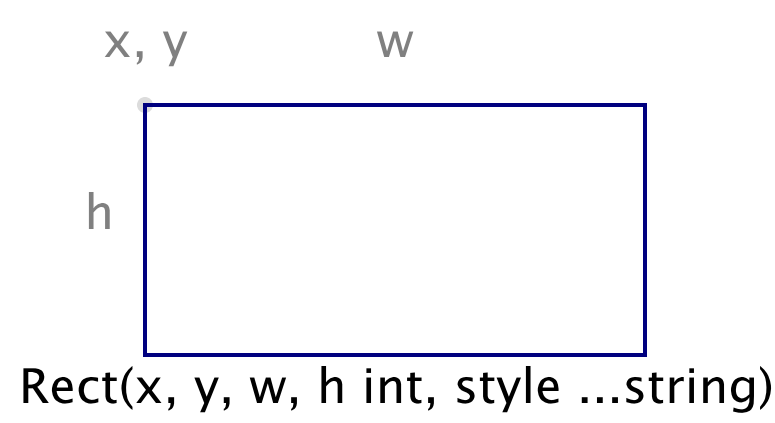 x, y w
h
Rect(x, y, w, h int, style ...string)